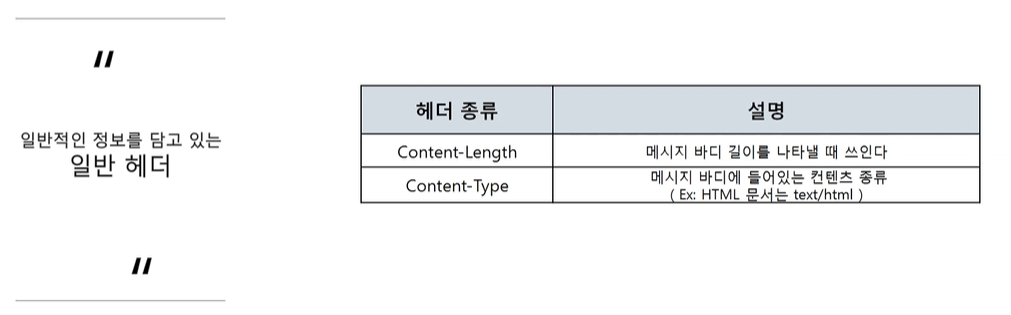 〃
일반적인 정보를 담고 있는
일반 헤더
〃
헤더 종류 설명
Content-Length 메시지 바디 길이를 나타낼 때 쓰인다
Content-Type 메시지 바디에 들어있는 컨텐츠 종류
( Ex: HTML 문서는 text/html )